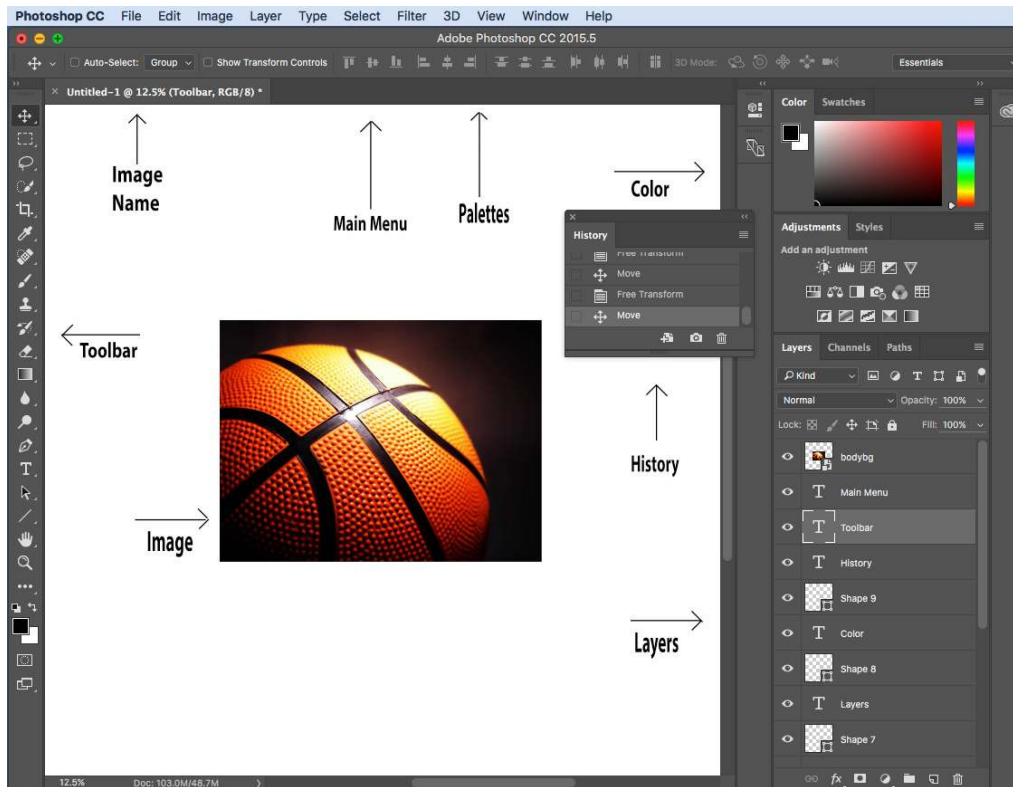 Photoshop CC File Edit Image Layer Type Select Filter 3D View Window Help
Adobe Photoshop CC 2015.5
Auto-Select: Group Show Transform Controls 3D Mode: Essentials
× Untitled-1 @ 12.5% (Toolbar, RGB/8) *
Color Swatches
Image
Name
Main Menu
Palettes
Color
History
Free Transform
Move
Free Transform
Move
Adjustments Styles
Add an adjustment
Toolbar
Layers Channels Paths
Kind
Normal Opacity: 100%
Lock: Fill: 100%
History
Image
Layers
bodybg
T Main Menu
T Toolbar
T History
Shape 9
T Color
Shape 8
T Layers
Shape 7
12.5% Doc: 103.0M/48.7M
fx